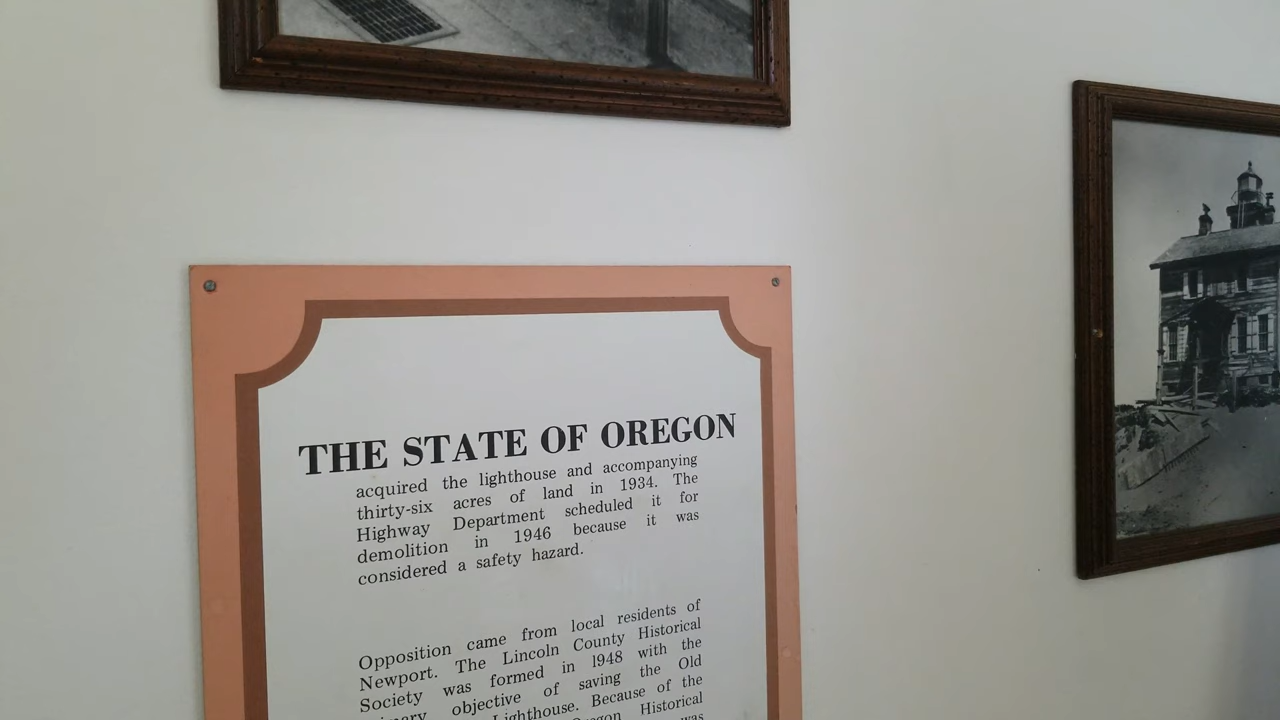 THE STATE OF OREGON
acquired the lighthouse and accompanying
thirty-six acres of land in 1934. The
Highway Department scheduled it for
demolition in 1946 because it was
considered a safety hazard.
Opposition came from local residents of
Newport. The Lincoln County Historical
Society was formed in 1948 with the
objective of saving the Old
Lighthouse. Because of the
Historical
was